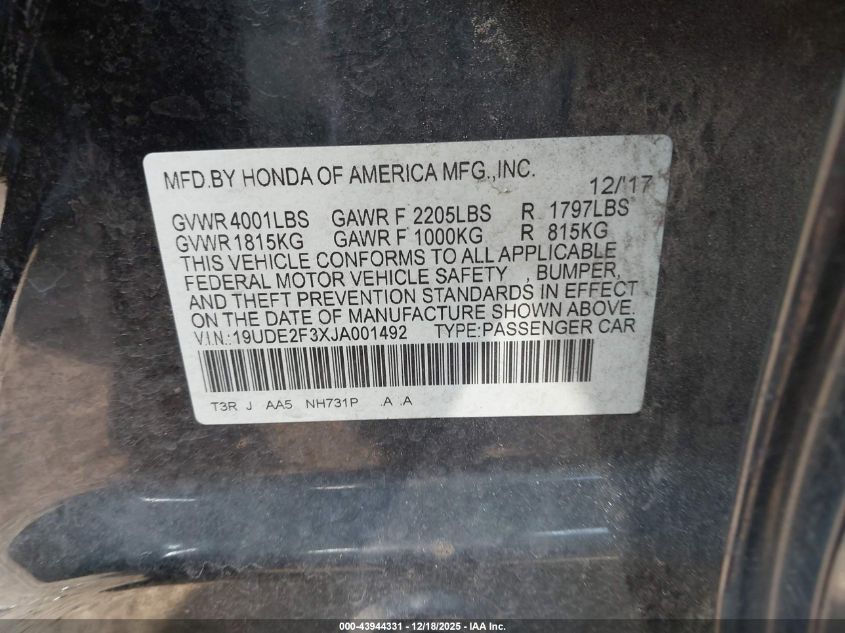 MFD.BY HONDA OF AMERICA MFG.,INC.
12/'17
GVWR 4001LBS GAWR F 2205LBS R 1797LBS
GVWR 1815KG GAWR F 1000KG R 815KG
THIS VEHICLE CONFORMS TO ALL APPLICABLE
FEDERAL MOTOR VEHICLE SAFETY , BUMPER,
AND THEFT PREVENTION STANDARDS IN EFFECT
ON THE DATE OF MANUFACTURE SHOWN ABOVE.
V.I.N.:19UDE2F3XJA001492 TYPE:PASSENGER CAR
T3R J AA5 NH731P .A .A
000-43944331 - 12/18/2025 - IAA Inc.